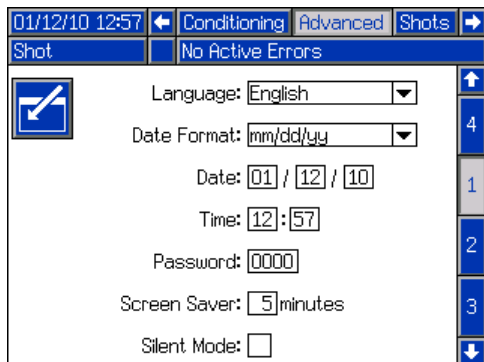 01/12/10 12:57 Conditioning Advanced Shots
Shot No Active Errors
Language: English
4
Date Format: mm/dd/yy
Date: 01 / 12 / 10
1
Time: 12 : 57
2
Password: 0000
Screen Saver: 5 minutes
3
Silent Mode: